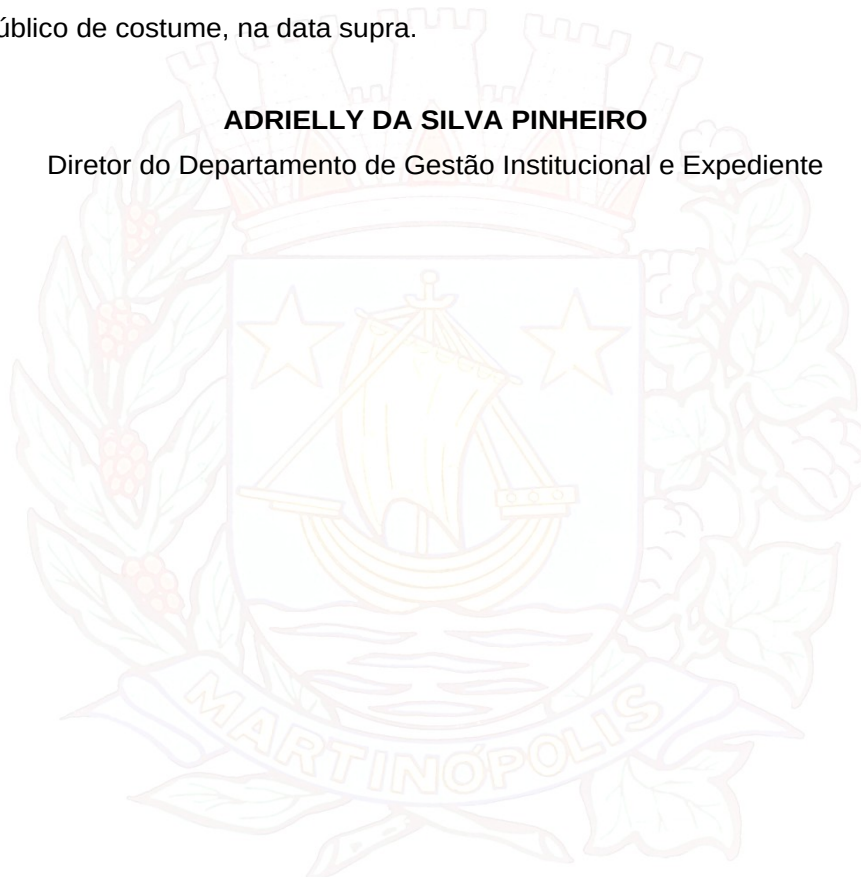 úblico de costume, na data supra.
ADRIELLY DA SILVA PINHEIRO
Diretor do Departamento de Gestão Institucional e Expediente
MARTINÓPOLIS